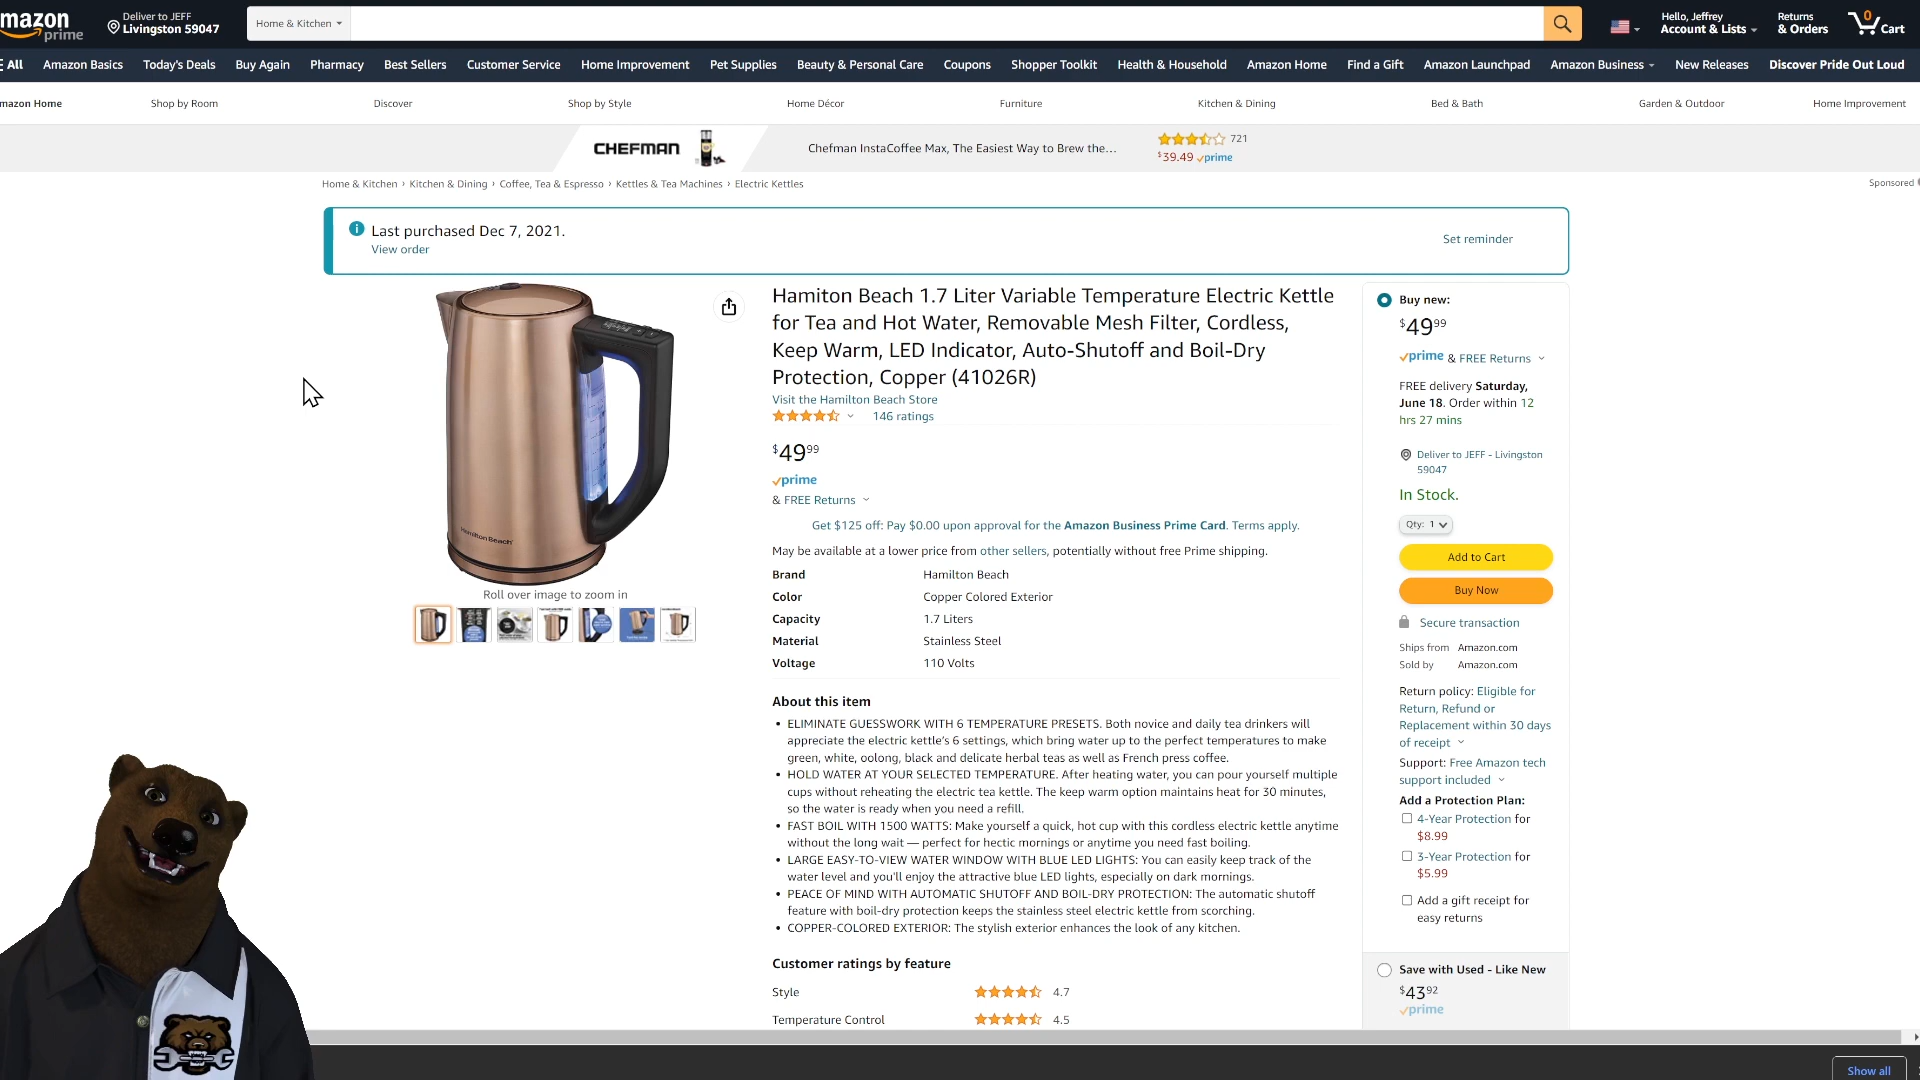 mazon
prime
Deliver to JEFF
Livingston 59047
Home & Kitchen
Hello, Jeffrey
Account & Lists
Returns
& Orders
0
Cart
All
Amazon Basics
Today's Deals
Buy Again
Pharmacy
Best Sellers
Customer Service
Home Improvement
Pet Supplies
Beauty & Personal Care
Coupons
Shopper Toolkit
Health & Household
Amazon Home
Find a Gift
Amazon Launchpad
Amazon Business
New Releases
Discover Pride Out Loud
mazon Home
Shop by Room
Discover
Shop by Style
Home Décor
Furniture
Kitchen & Dining
Bed & Bath
Garden & Outdoor
Home Improvement
CHEFMAN
Chefman InstaCoffee Max, The Easiest Way to Brew the...
721
$39.49 prime
Home & Kitchen › Kitchen & Dining › Coffee, Tea & Espresso › Kettles & Tea Machines › Electric Kettles
Sponsored
Last purchased Dec 7, 2021.
View order
Set reminder
Hamilton Beach
Roll over image to zoom in
Hamiton Beach 1.7 Liter Variable Temperature Electric Kettle
for Tea and Hot Water, Removable Mesh Filter, Cordless,
Keep Warm, LED Indicator, Auto-Shutoff and Boil-Dry
Protection, Copper (41026R)
Visit the Hamilton Beach Store
146 ratings
$49 99
prime
& FREE Returns
Get $125 off: Pay $0.00 upon approval for the Amazon Business Prime Card. Terms apply.
May be available at a lower price from other sellers, potentially without free Prime shipping.
Brand Hamilton Beach
Color Copper Colored Exterior
Capacity 1.7 Liters
Material Stainless Steel
Voltage 110 Volts
About this item
• ELIMINATE GUESSWORK WITH 6 TEMPERATURE PRESETS. Both novice and daily tea drinkers will
appreciate the electric kettle's 6 settings, which bring water up to the perfect temperatures to make
green, white, oolong, black and delicate herbal teas as well as French press coffee.
• HOLD WATER AT YOUR SELECTED TEMPERATURE. After heating water, you can pour yourself multiple
cups without reheating the electric tea kettle. The keep warm option maintains heat for 30 minutes,
so the water is ready when you need a refill.
• FAST BOIL WITH 1500 WATTS: Make yourself a quick, hot cup with this cordless electric kettle anytime
without the long wait — perfect for hectic mornings or anytime you need fast boiling.
• LARGE EASY-TO-VIEW WATER WINDOW WITH BLUE LED LIGHTS: You can easily keep track of the
water level and you'll enjoy the attractive blue LED lights, especially on dark mornings.
• PEACE OF MIND WITH AUTOMATIC SHUTOFF AND BOIL-DRY PROTECTION: The automatic shutoff
feature with boil-dry protection keeps the stainless steel electric kettle from scorching.
• COPPER-COLORED EXTERIOR: The stylish exterior enhances the look of any kitchen.
Customer ratings by feature
Style 4.7
Temperature Control 4.5
Buy new:
$49 99
prime & FREE Returns
FREE delivery Saturday,
June 18. Order within 12
hrs 27 mins
Deliver to JEFF - Livingston
59047
In Stock.
Qty: 1
Add to Cart
Buy Now
Secure transaction
Ships from Amazon.com
Sold by Amazon.com
Return policy: Eligible for
Return, Refund or
Replacement within 30 days
of receipt
Support: Free Amazon tech
support included
Add a Protection Plan:
4-Year Protection for
$8.99
3-Year Protection for
$5.99
Add a gift receipt for
easy returns
Save with Used - Like New
$43 92
prime
Show all